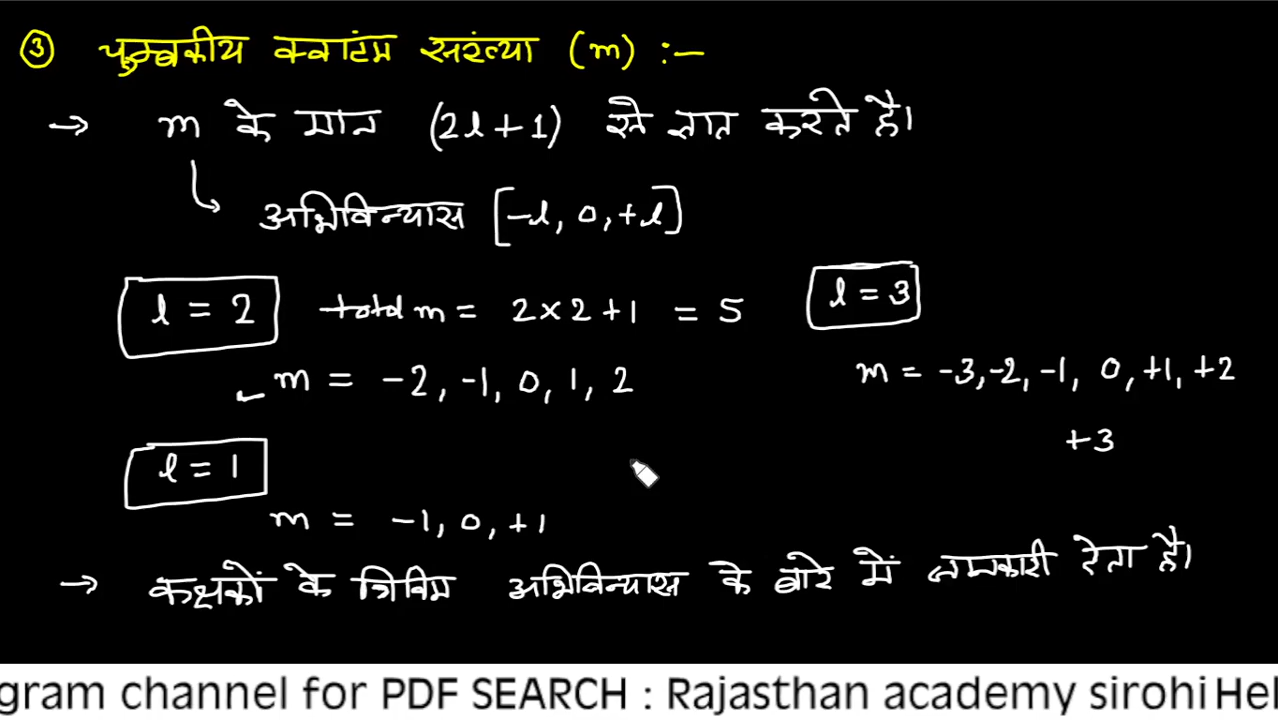 ③ चुम्बकीय क्वाटंम सरंख्या (m) :-
→ m के मान (2l+1) से ज्ञात करते है।
अभिविन्यास [-l, 0, +l]
l = 2 total m = 2×2+1 = 5
m = -2, -1, 0, 1, 2
l = 3
m = -3, -2, -1, 0, +1, +2
+3
l = 1
m = -1, 0, +1
→ कक्षकों के त्रिविम अभिविन्यास के बारे में जानकारी देता है।
gram channel for PDF SEARCH : Rajasthan academy sirohi Hel